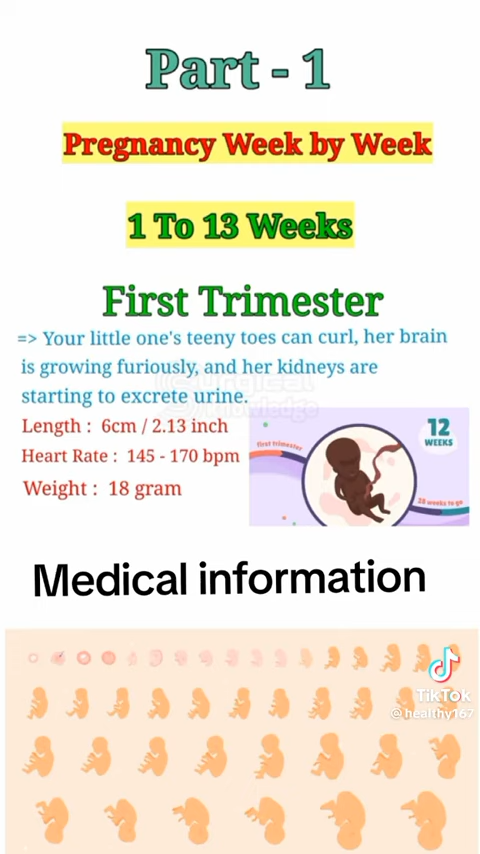 Part - 1
Pregnancy Week by Week
1 To 13 Weeks
First Trimester
=> Your little one's teeny toes can curl, her brain
is growing furiously, and her kidneys are
starting to excrete urine.
Surgical
Knowledge
Length : 6cm / 2.13 inch
Heart Rate : 145 - 170 bpm
Weight : 18 gram
12
WEEKS
first trimester
28 weeks to go
Medical information
TikTok
@healthy167